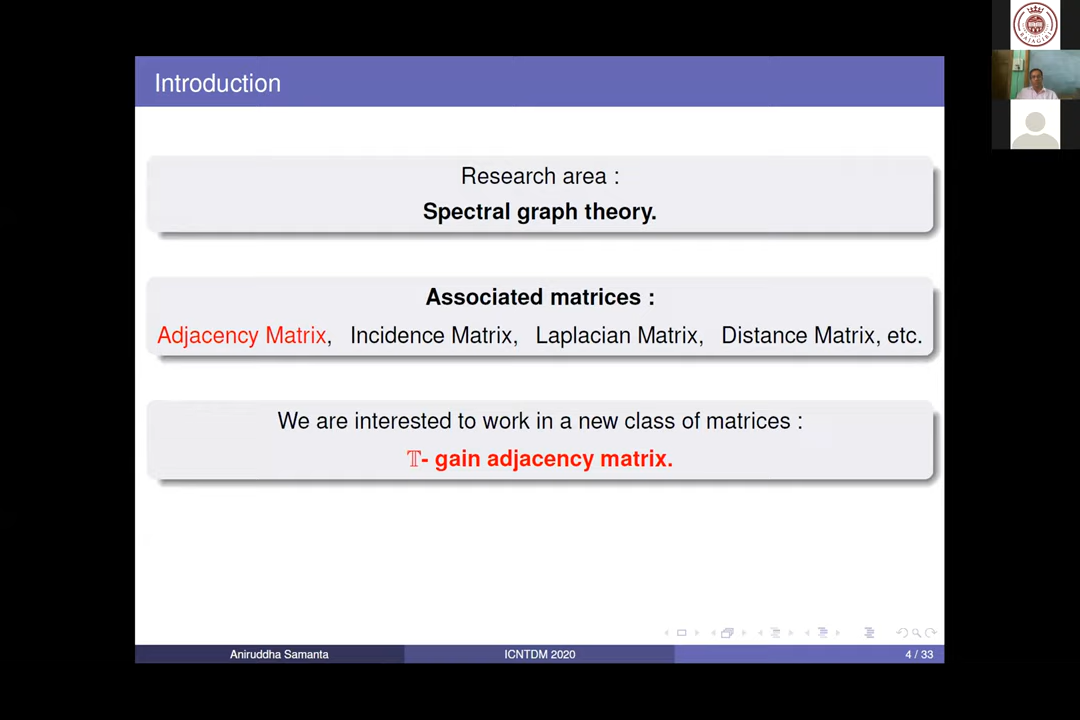 Introduction
Research area :
Spectral graph theory.
Associated matrices :
Adjacency Matrix, Incidence Matrix, Laplacian Matrix, Distance Matrix, etc.
We are interested to work in a new class of matrices :
𝕋- gain adjacency matrix.
Aniruddha Samanta
ICNTDM 2020
4 / 33
RAJAGIRI